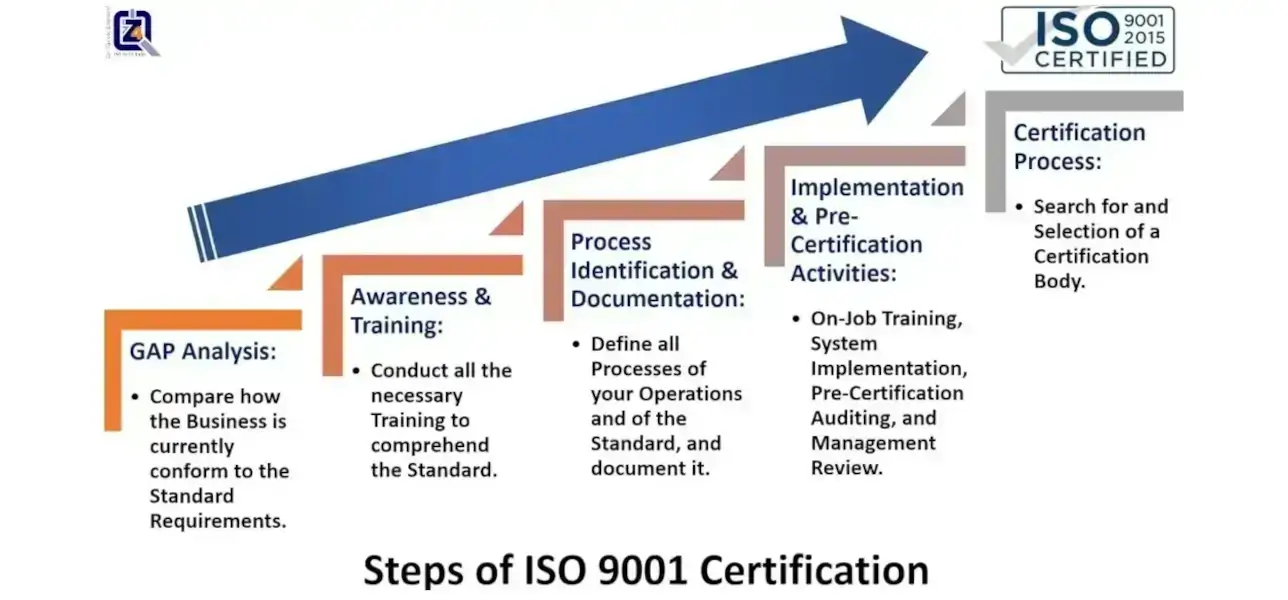 Z4
ISO 9001
2015
CERTIFIED
GAP Analysis:
• Compare how
the Business is
currently
conform to the
Standard
Requirements.
Awareness &
Training:
• Conduct all the
necessary
Training to
comprehend
the Standard.
Process
Identification &
Documentation:
• Define all
Processes of
your Operations
and of the
Standard, and
document it.
Implementation
& Pre-
Certification
Activities:
• On-Job Training,
System
Implementation,
Pre-Certification
Auditing, and
Management
Review.
Certification
Process:
• Search for and
Selection of a
Certification
Body.
Steps of ISO 9001 Certification